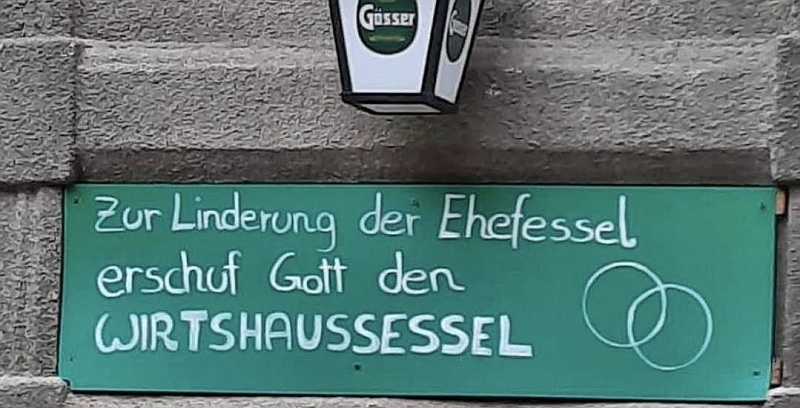 Gösser
Zur Linderung der Ehefessel
erschuf Gott den
WIRTSHAUSSESSEL